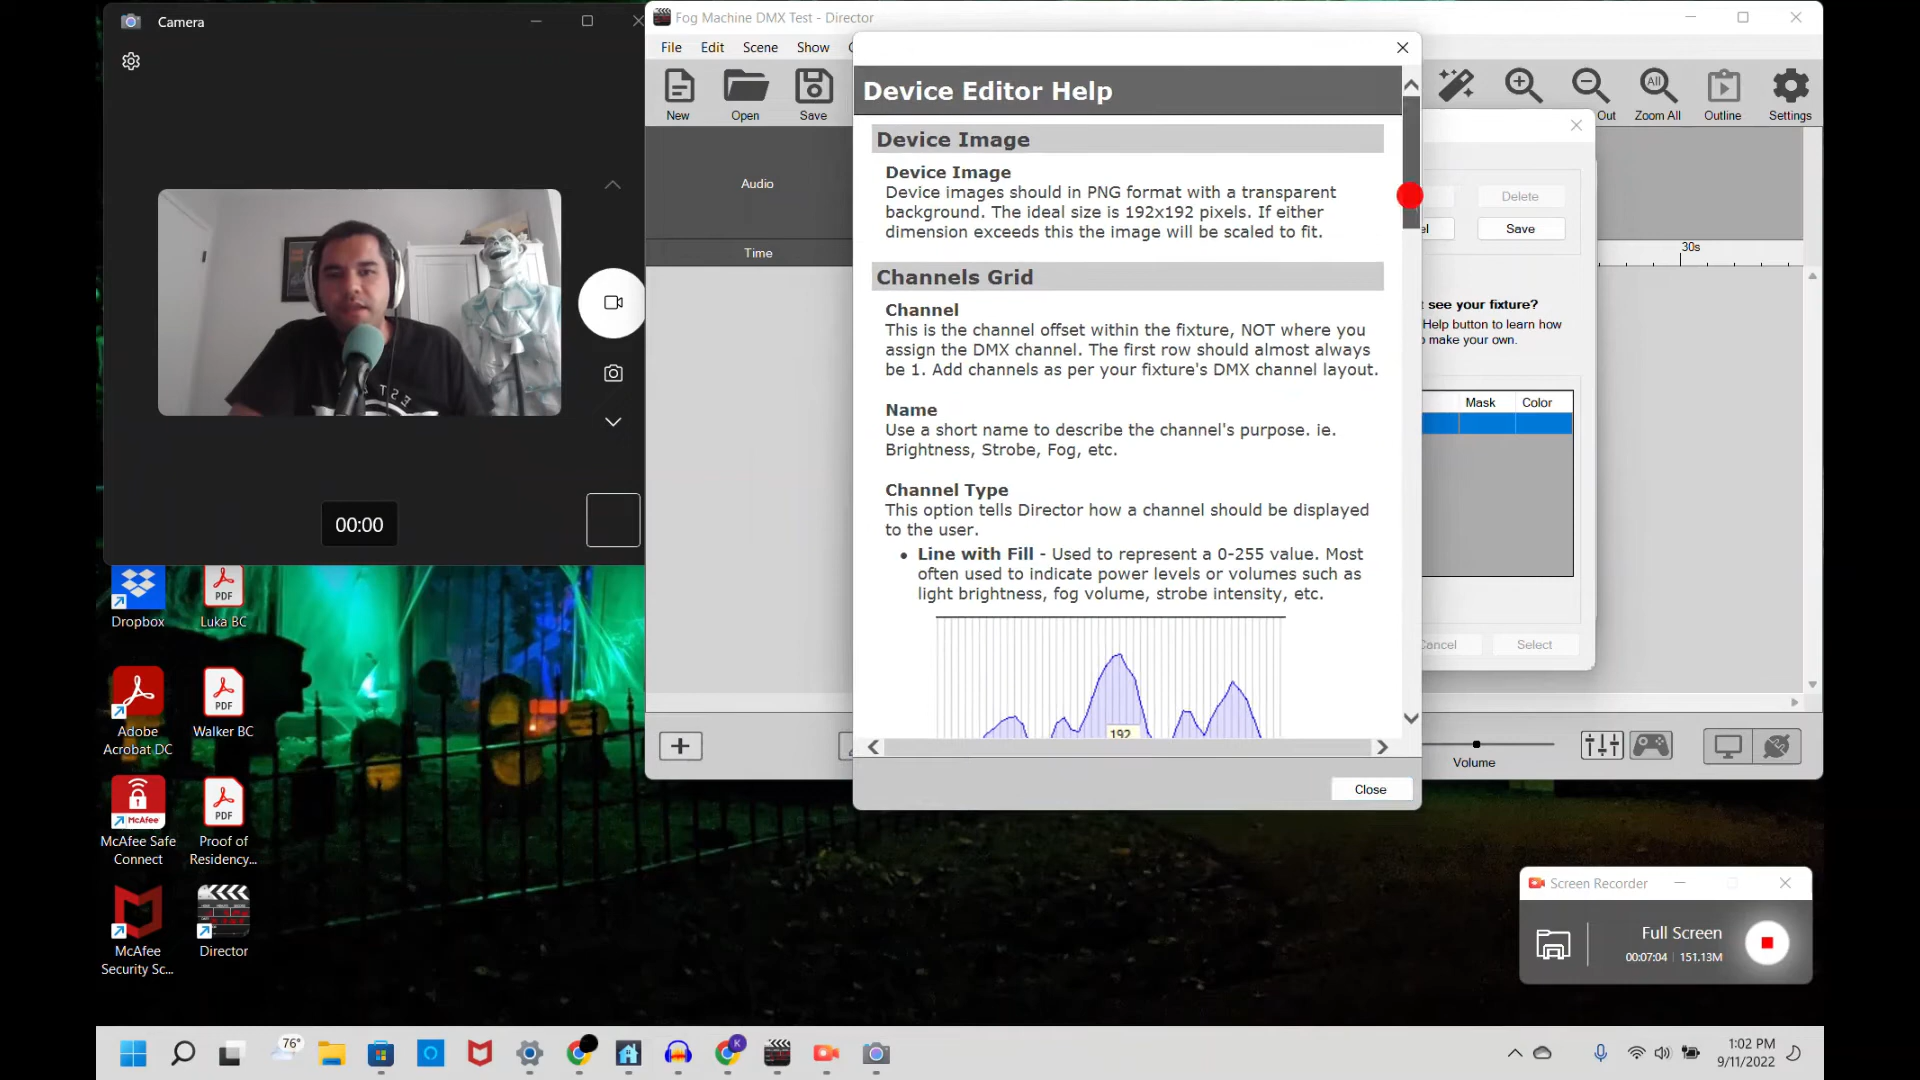 Camera
Fog Machine DMX Test - Director
File Edit Scene Show
New Open Save
Out Zoom All Outline Settings
All
Device Editor Help
Device Image
Device Image
Device images should in PNG format with a transparent
background. The ideal size is 192x192 pixels. If either
dimension exceeds this the image will be scaled to fit.
Channels Grid
Channel
This is the channel offset within the fixture, NOT where you
assign the DMX channel. The first row should almost always
be 1. Add channels as per your fixture's DMX channel layout.
Name
Use a short name to describe the channel's purpose. ie.
Brightness, Strobe, Fog, etc.
Channel Type
This option tells Director how a channel should be displayed
to the user.
• Line with Fill - Used to represent a 0-255 value. Most
often used to indicate power levels or volumes such as
light brightness, fog volume, strobe intensity, etc.
192
Close
Audio
Time
Delete
Save
30s
see your fixture?
Help button to learn how
make your own.
Mask Color
Cancel Select
Volume
00:00
Dropbox
PDF
Luka BC
Adobe
Acrobat DC
PDF
Walker BC
McAfee
McAfee Safe
Connect
PDF
Proof of
Residency...
McAfee
Security Sc...
Director
Screen Recorder
Full Screen
00:07:04 | 151.13M
76°
K
1:02 PM
9/11/2022